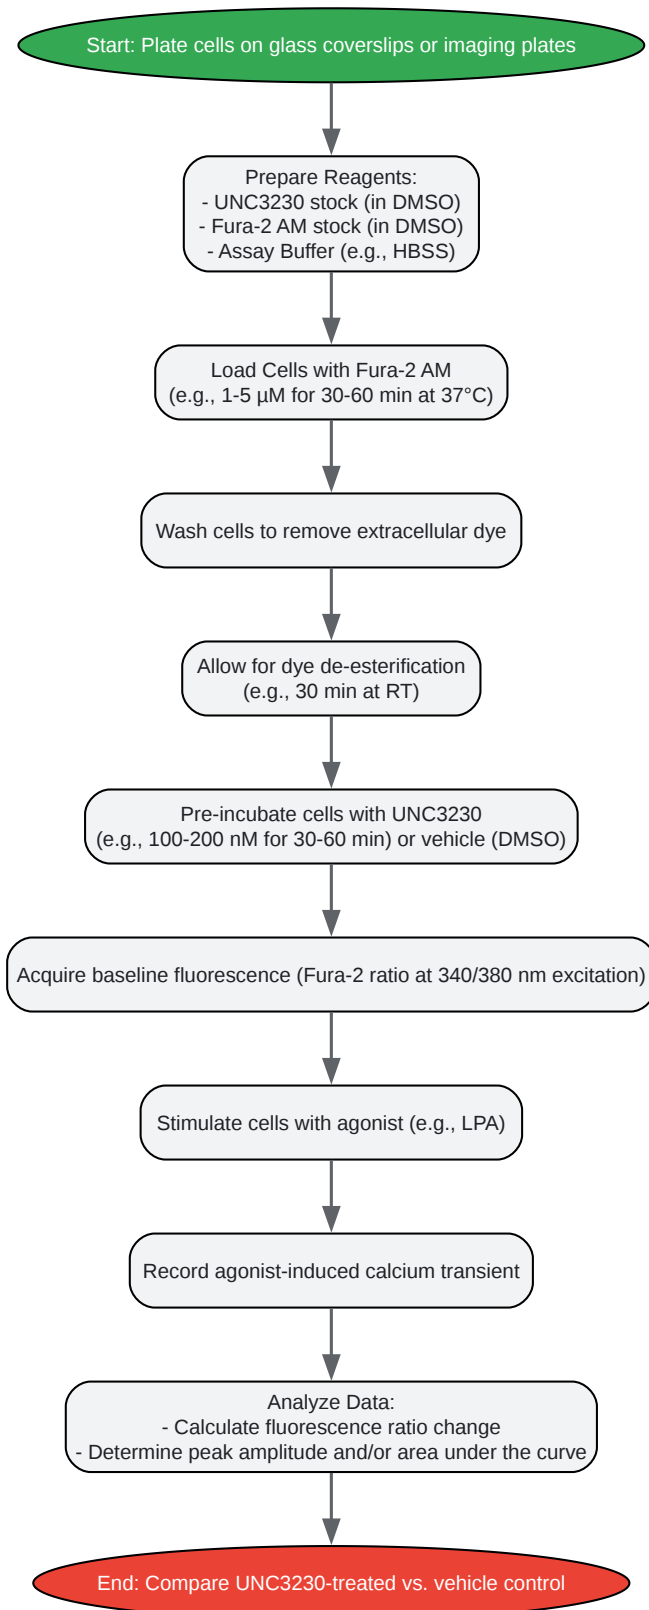 Start: Plate cells on glass coverslips or imaging plates
Prepare Reagents:
- UNC3230 stock (in DMSO)
- Fura-2 AM stock (in DMSO)
- Assay Buffer (e.g., HBSS)
Load Cells with Fura-2 AM
(e.g., 1-5 µM for 30-60 min at 37°C)
Wash cells to remove extracellular dye
Allow for dye de-esterification
(e.g., 30 min at RT)
Pre-incubate cells with UNC3230
(e.g., 100-200 nM for 30-60 min) or vehicle (DMSO)
Acquire baseline fluorescence (Fura-2 ratio at 340/380 nm excitation)
Stimulate cells with agonist (e.g., LPA)
Record agonist-induced calcium transient
Analyze Data:
- Calculate fluorescence ratio change
- Determine peak amplitude and/or area under the curve
End: Compare UNC3230-treated vs. vehicle control